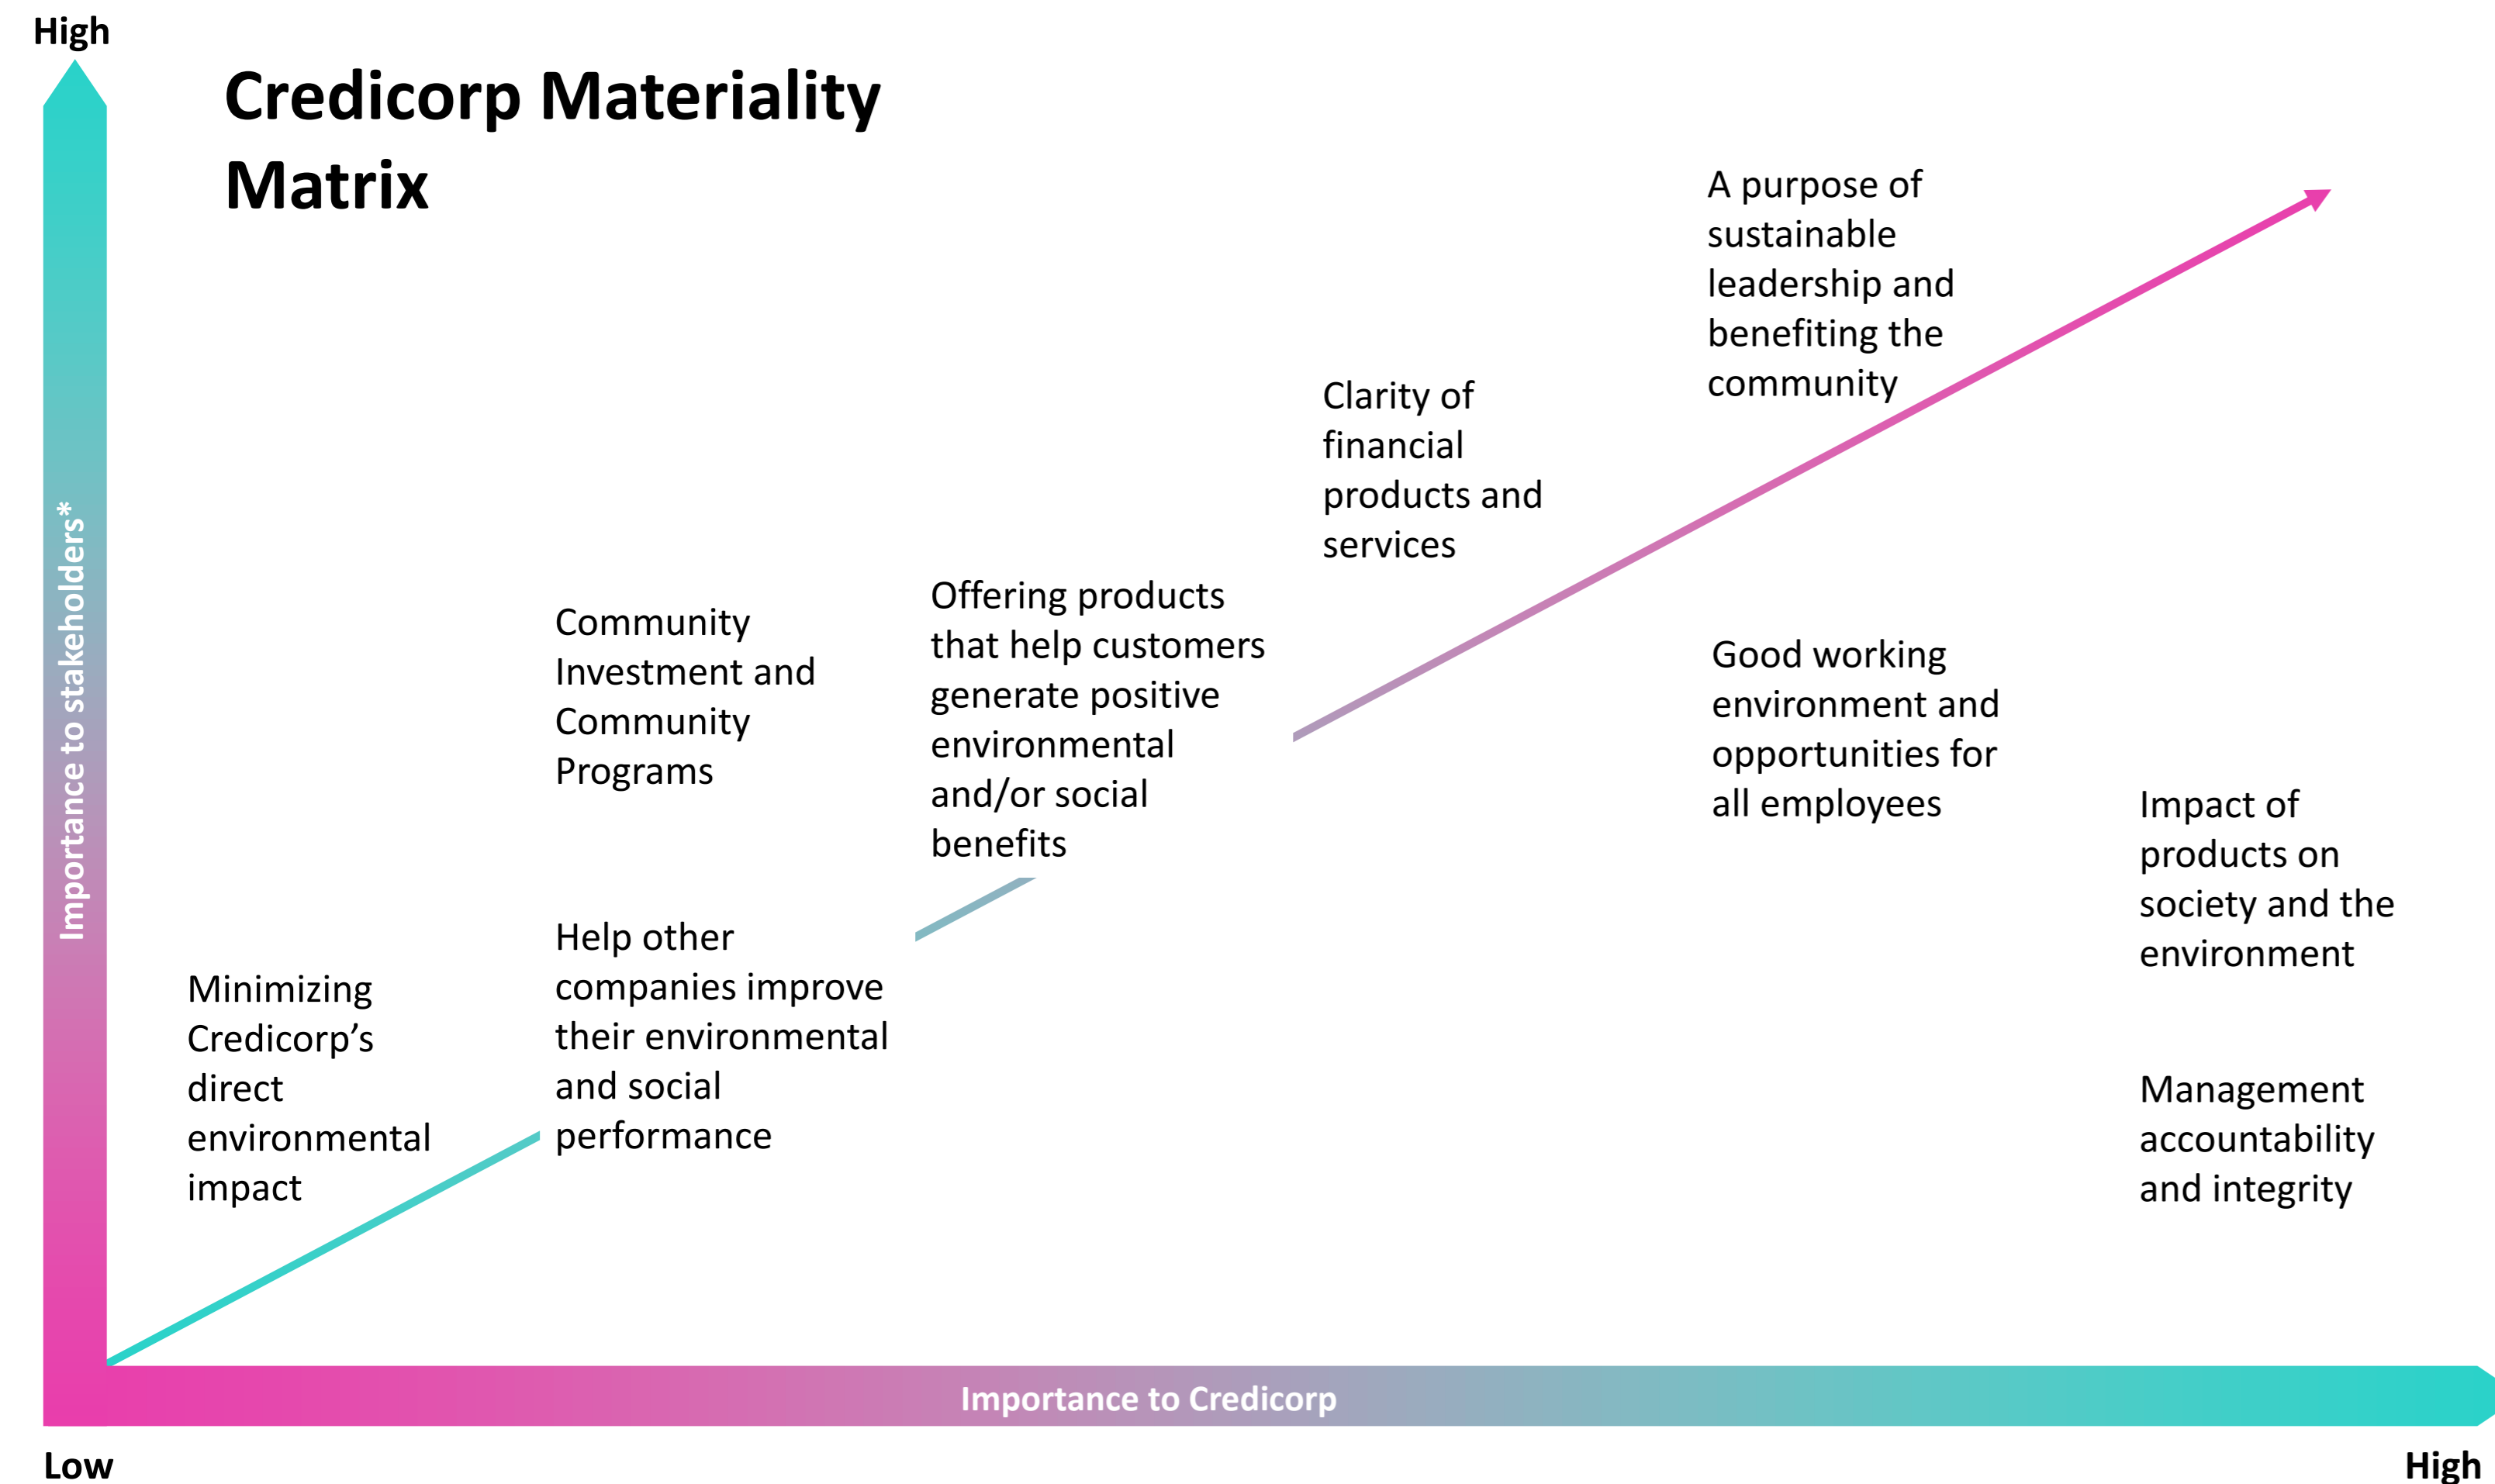 High
Credicorp Materiality
Matrix
A purpose of
sustainable
leadership and
benefiting the
community
Clarity of
financial
products and
services
Importance to stakeholders*
Community
Investment and
Community
Programs
Offering products
that help customers
generate positive
environmental
and/or social
benefits
Good working
environment and
opportunities for
all employees
Impact of
products on
society and the
environment
Minimizing
Credicorp’s
direct
environmental
impact
Help other
companies improve
their environmental
and social
performance
Management
accountability
and integrity
Importance to Credicorp
Low
High